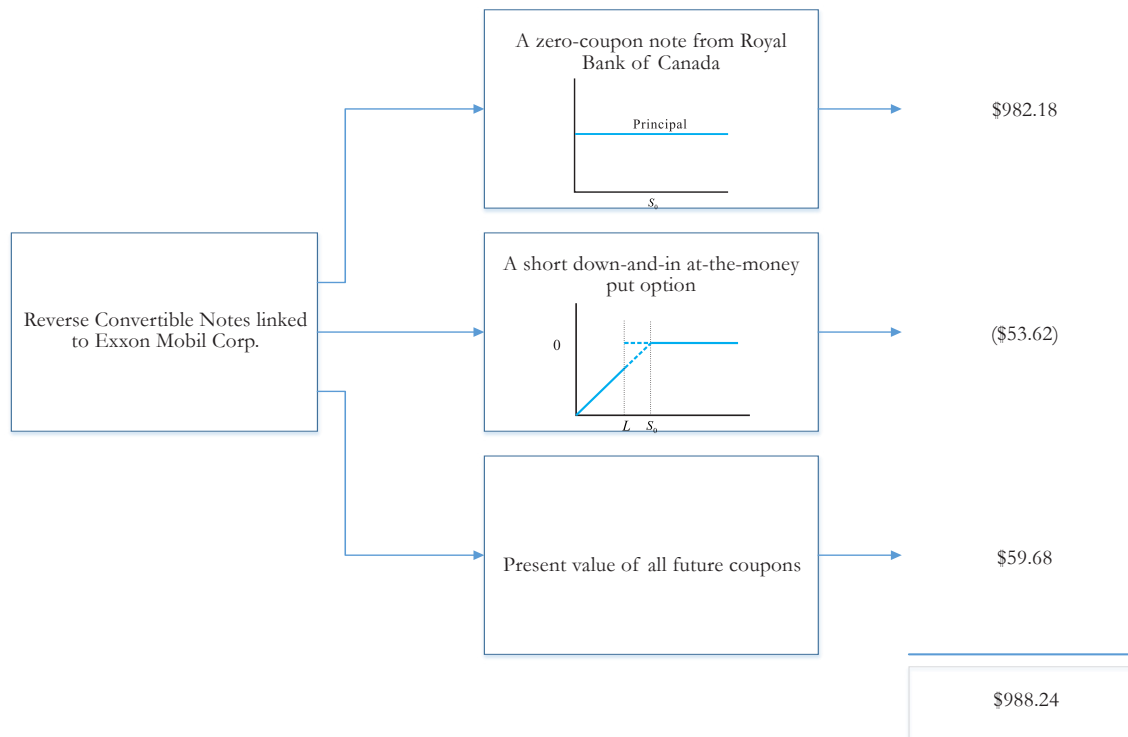 A zero-coupon note from Royal
Bank of Canada
Principal
S₀
$982.18
Reverse Convertible Notes linked
to Exxon Mobil Corp.
A short down-and-in at-the-money
put option
0
L S₀
($53.62)
Present value of all future coupons
$59.68
$988.24